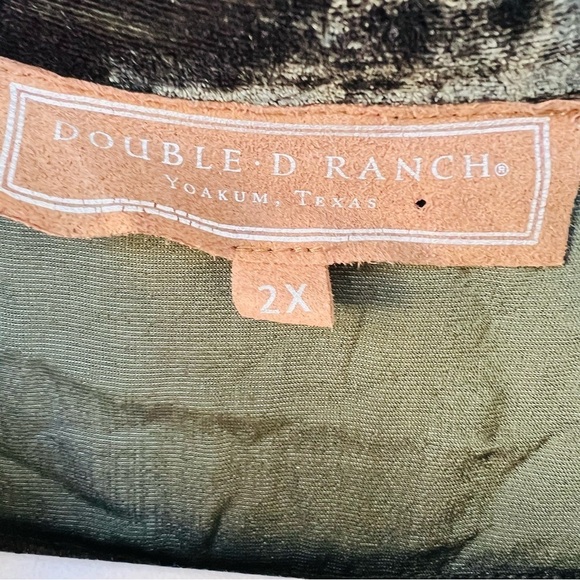 DOUBLE·D RANCH®
YOAKUM, TEXAS
2X